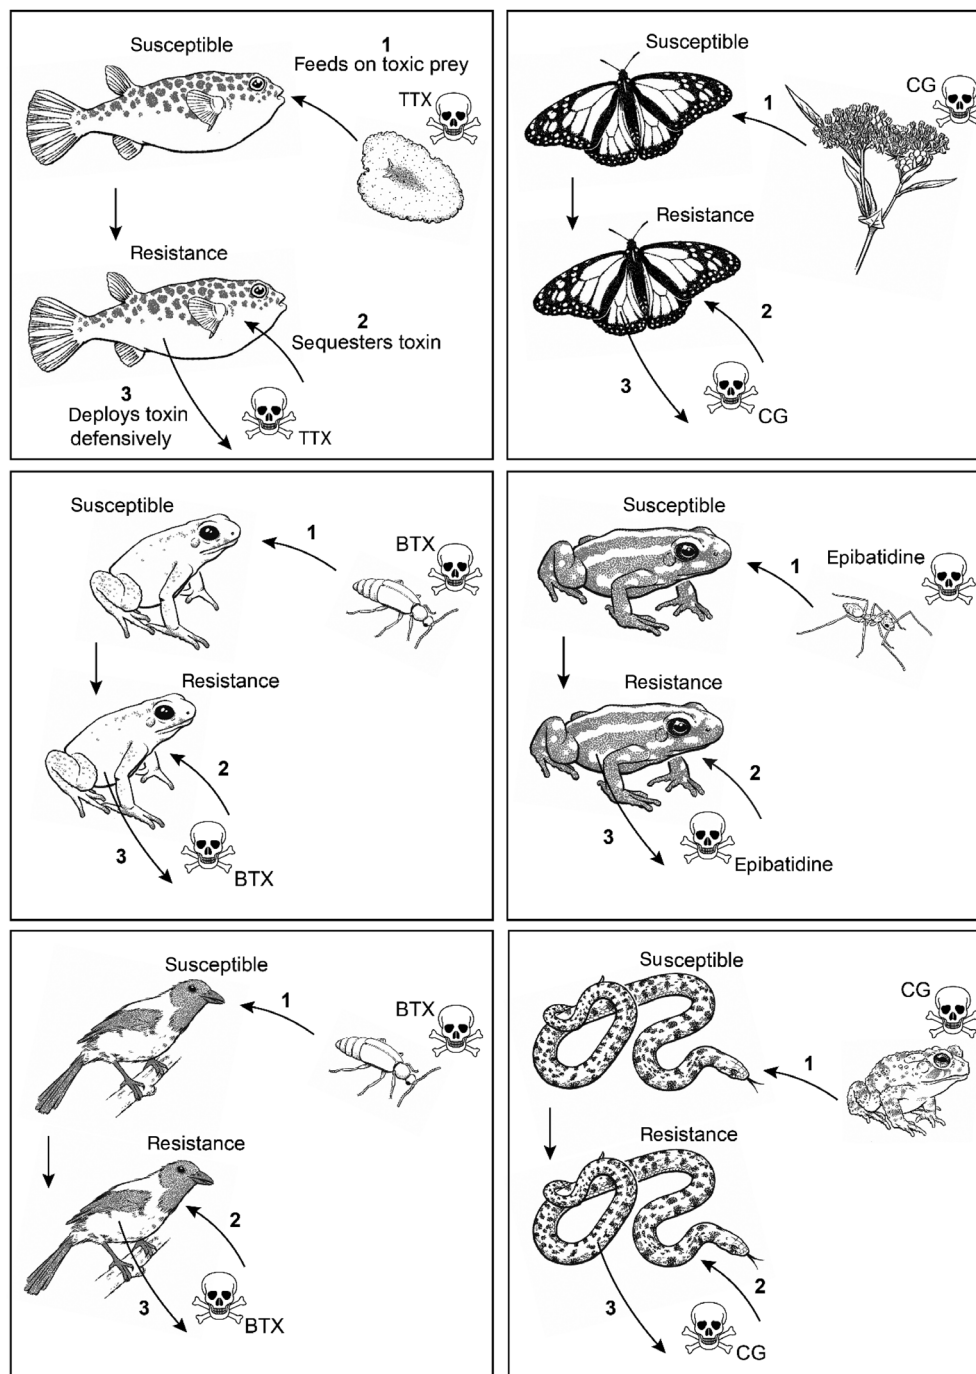 Susceptible
1
Feeds on toxic prey
TTX
Resistance
2
Sequesters toxin
3
Deploys toxin
defensively
TTX
Susceptible
1
CG
Resistance
2
3
CG
Susceptible
1
BTX
Resistance
2
3
BTX
Susceptible
1
Epibatidine
Resistance
2
3
Epibatidine
Susceptible
1
BTX
Resistance
2
3
BTX
Susceptible
CG
1
Resistance
2
3
CG